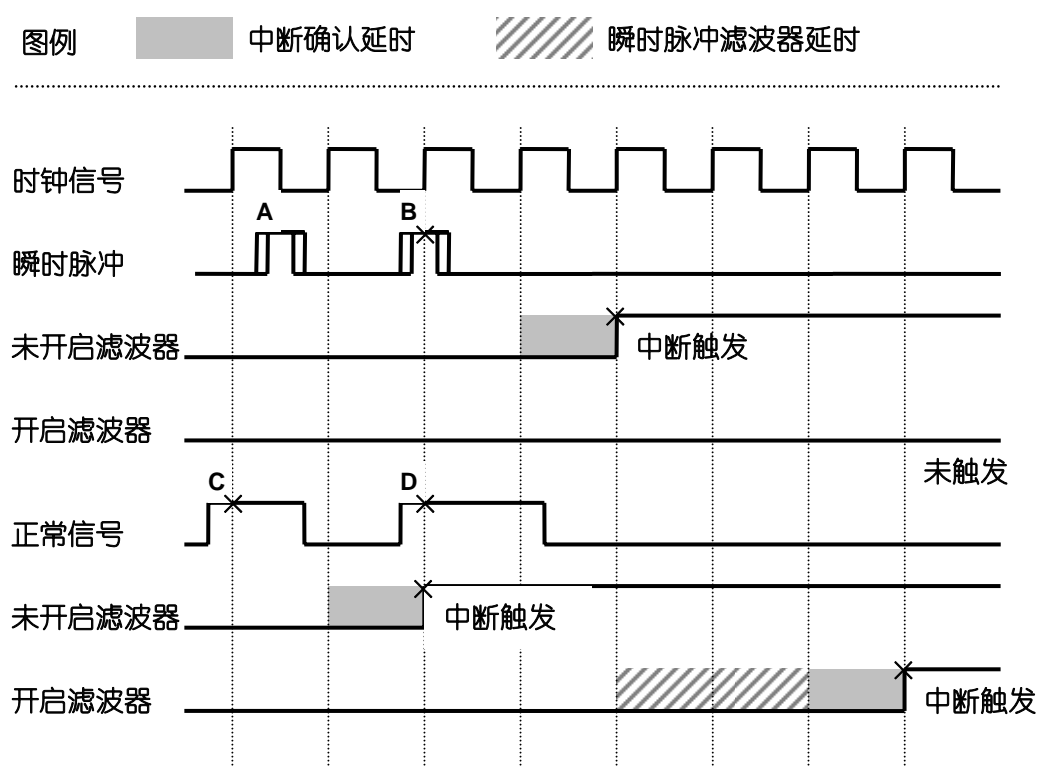 图例
中断确认延时
瞬时脉冲滤波器延时
时钟信号
A
B
瞬时脉冲
未开启滤波器
中断触发
开启滤波器
未触发
C
D
正常信号
未开启滤波器
中断触发
开启滤波器
中断触发